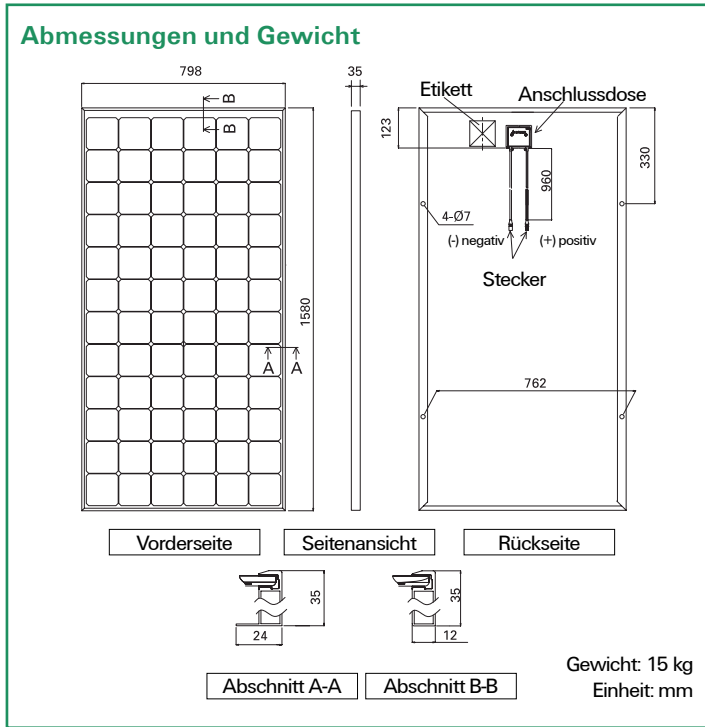 Abmessungen und Gewicht
798
35
B
B
Etikett
Anschlussdose
123
330
960
4-Ø7
(-) negativ
(+) positiv
Stecker
1580
A
A
762
Vorderseite
Seitenansicht
Rückseite
35
24
35
12
Abschnitt A-A
Abschnitt B-B
Gewicht: 15 kg
Einheit: mm